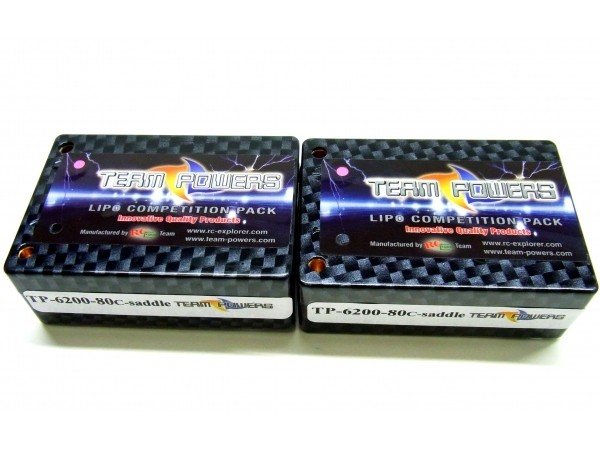 TEAM POWERS
LIPO COMPETITION PACK
Innovative Quality Products
Manufactured by RC Team
www.rc-explorer.com
www.team-powers.com
TP-6200-80C-saddle TEAM POWERS
TEAM POWERS
LIPO COMPETITION PACK
Innovative Quality Products
Manufactured by RC Team
www.rc-explorer.com
www.team-powers.com
TP-6200-80C-saddle TEAM POWERS